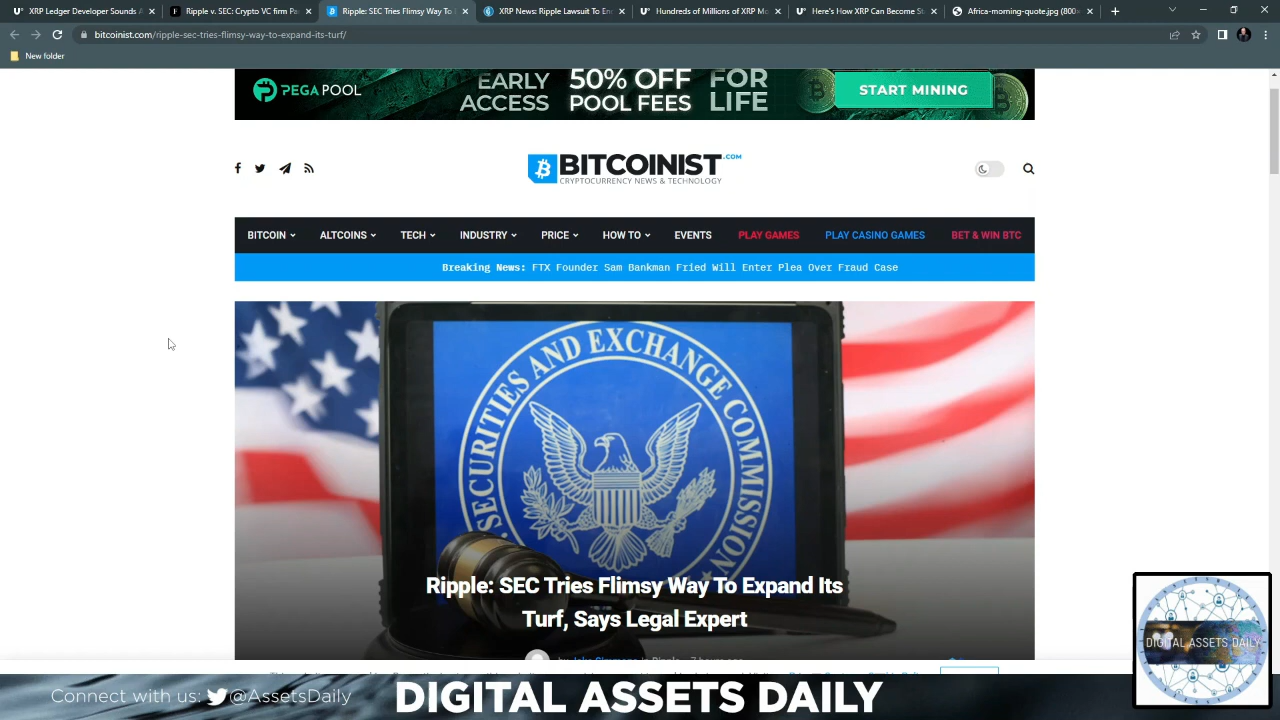 XRP Ledger Developer Sounds A
Ripple v. SEC: Crypto VC firm Pa
Ripple: SEC Tries Flimsy Way To E
XRP News: Ripple Lawsuit To En
Hundreds of Millions of XRP Mo
Here's How XRP Can Become St
Africa-morning-quote.jpg (800×
bitcoinist.com/ripple-sec-tries-flimsy-way-to-expand-its-turf/
New folder
PEGA POOL
EARLY ACCESS
50% OFF POOL FEES
FOR LIFE
START MINING
BITCOINIST.COM
CRYPTOCURRENCY NEWS & TECHNOLOGY
BITCOIN ALTCOINS TECH INDUSTRY PRICE HOW TO EVENTS PLAY GAMES PLAY CASINO GAMES BET & WIN BTC
Breaking News: FTX Founder Sam Bankman Fried Will Enter Plea Over Fraud Case
SECURITIES AND EXCHANGE COMMISSION
Ripple: SEC Tries Flimsy Way To Expand Its
Turf, Says Legal Expert
DIGITAL ASSETS DAILY
Connect with us: @AssetsDaily
DIGITAL ASSETS DAILY